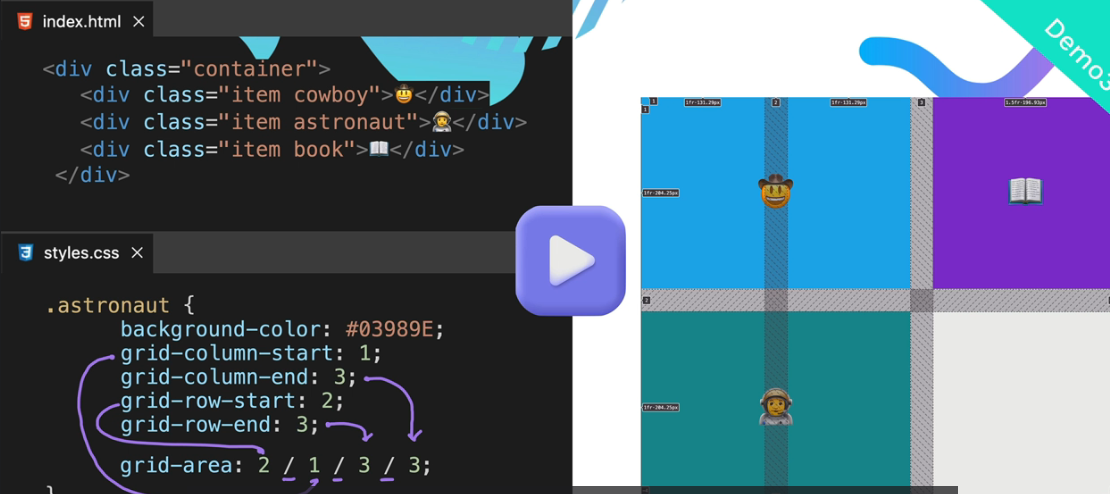 index.html ×
<div class="container">
<div class="item cowboy">🤠</div>
<div class="item astronaut">👩‍🚀</div>
<div class="item book">📖</div>
</div>
styles.css ×
.astronaut {
background-color: #03989E;
grid-column-start: 1;
grid-column-end: 3;
grid-row-start: 2;
grid-row-end: 3;
grid-area: 2 / 1 / 3 / 3;
}
Demo3
1
1fr·131.29px
2
1fr·131.29px
3
1.5fr·196.93px
1
1fr·204.25px
2
1fr·204.25px